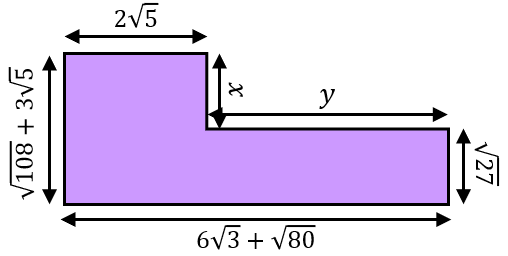 2√5
x
y
√108 + 3√5
√27
6√3 + √80